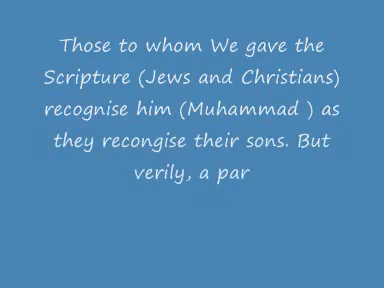 Those to whom We gave the
Scripture (Jews and Christians)
recognise him (Muhammad ) as
they recongise their sons. But
verily, a par